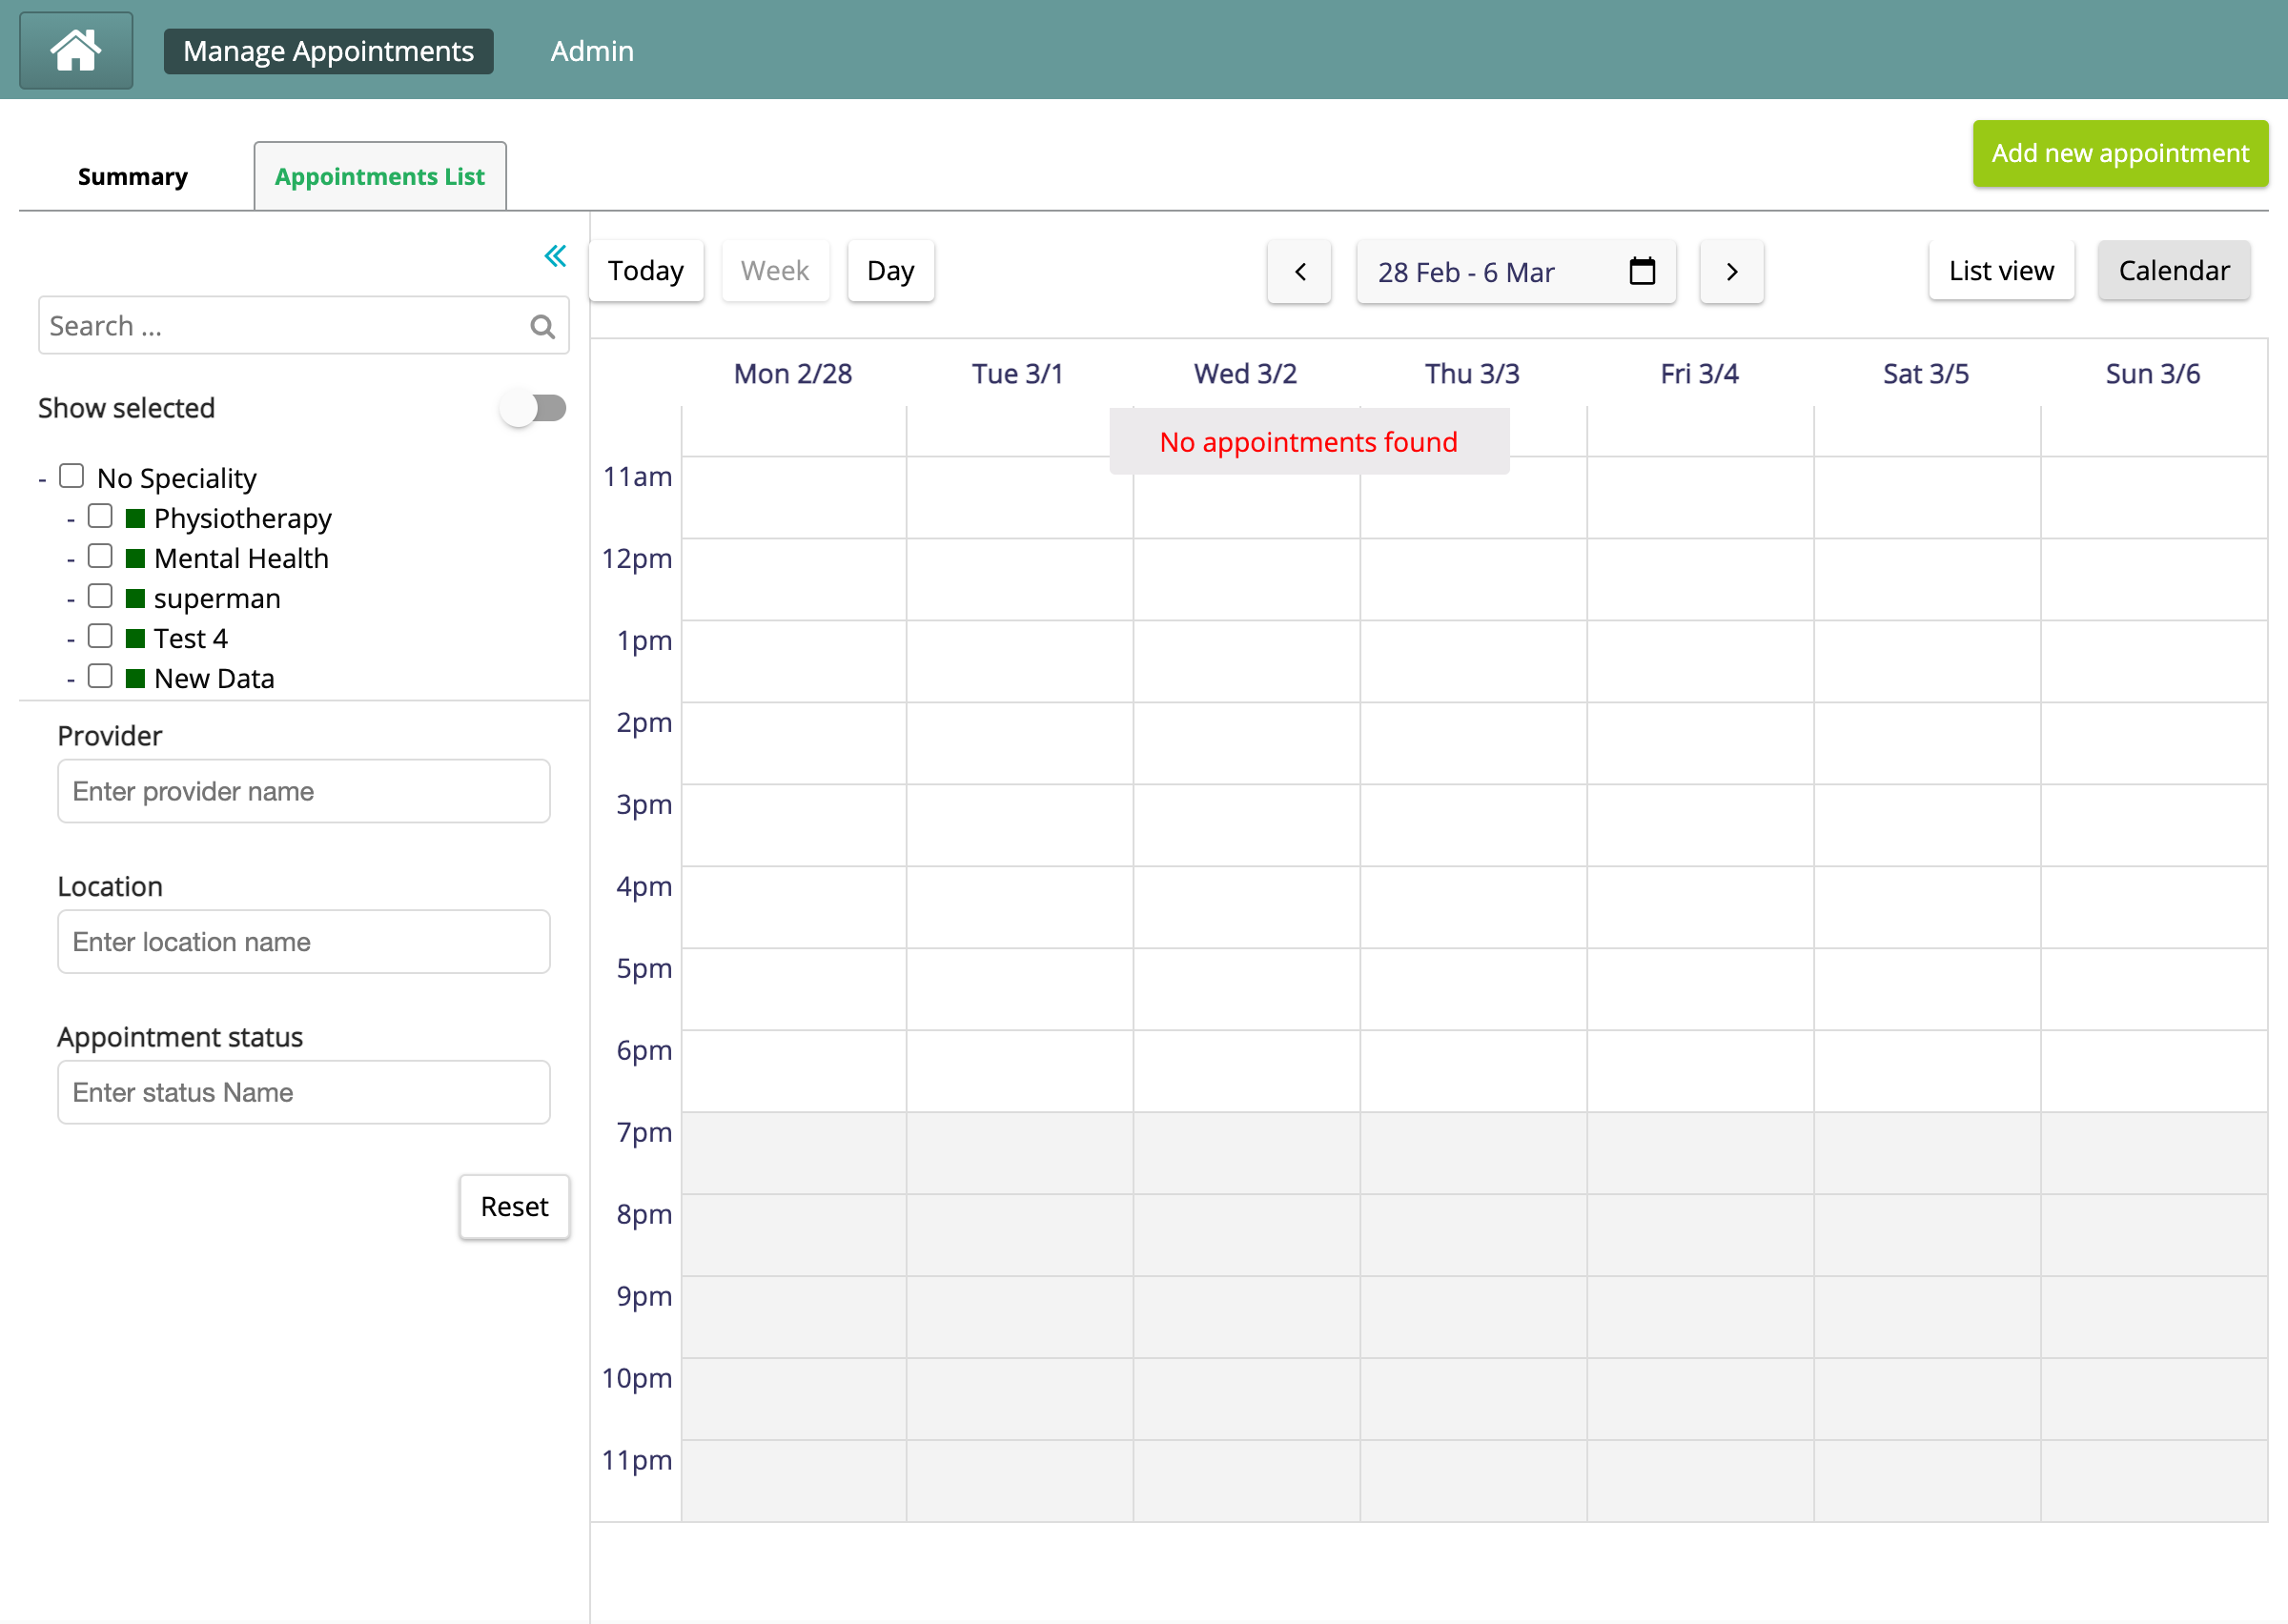 Manage Appointments
Admin
Add new appointment
Summary
Appointments List
Today
Week
Day
28 Feb - 6 Mar
List view
Calendar
Search ...
Show selected
- No Speciality
- Physiotherapy
- Mental Health
- superman
- Test 4
- New Data
Provider
Enter provider name
Location
Enter location name
Appointment status
Enter status Name
Reset
Mon 2/28
Tue 3/1
Wed 3/2
Thu 3/3
Fri 3/4
Sat 3/5
Sun 3/6
No appointments found
11am
12pm
1pm
2pm
3pm
4pm
5pm
6pm
7pm
8pm
9pm
10pm
11pm